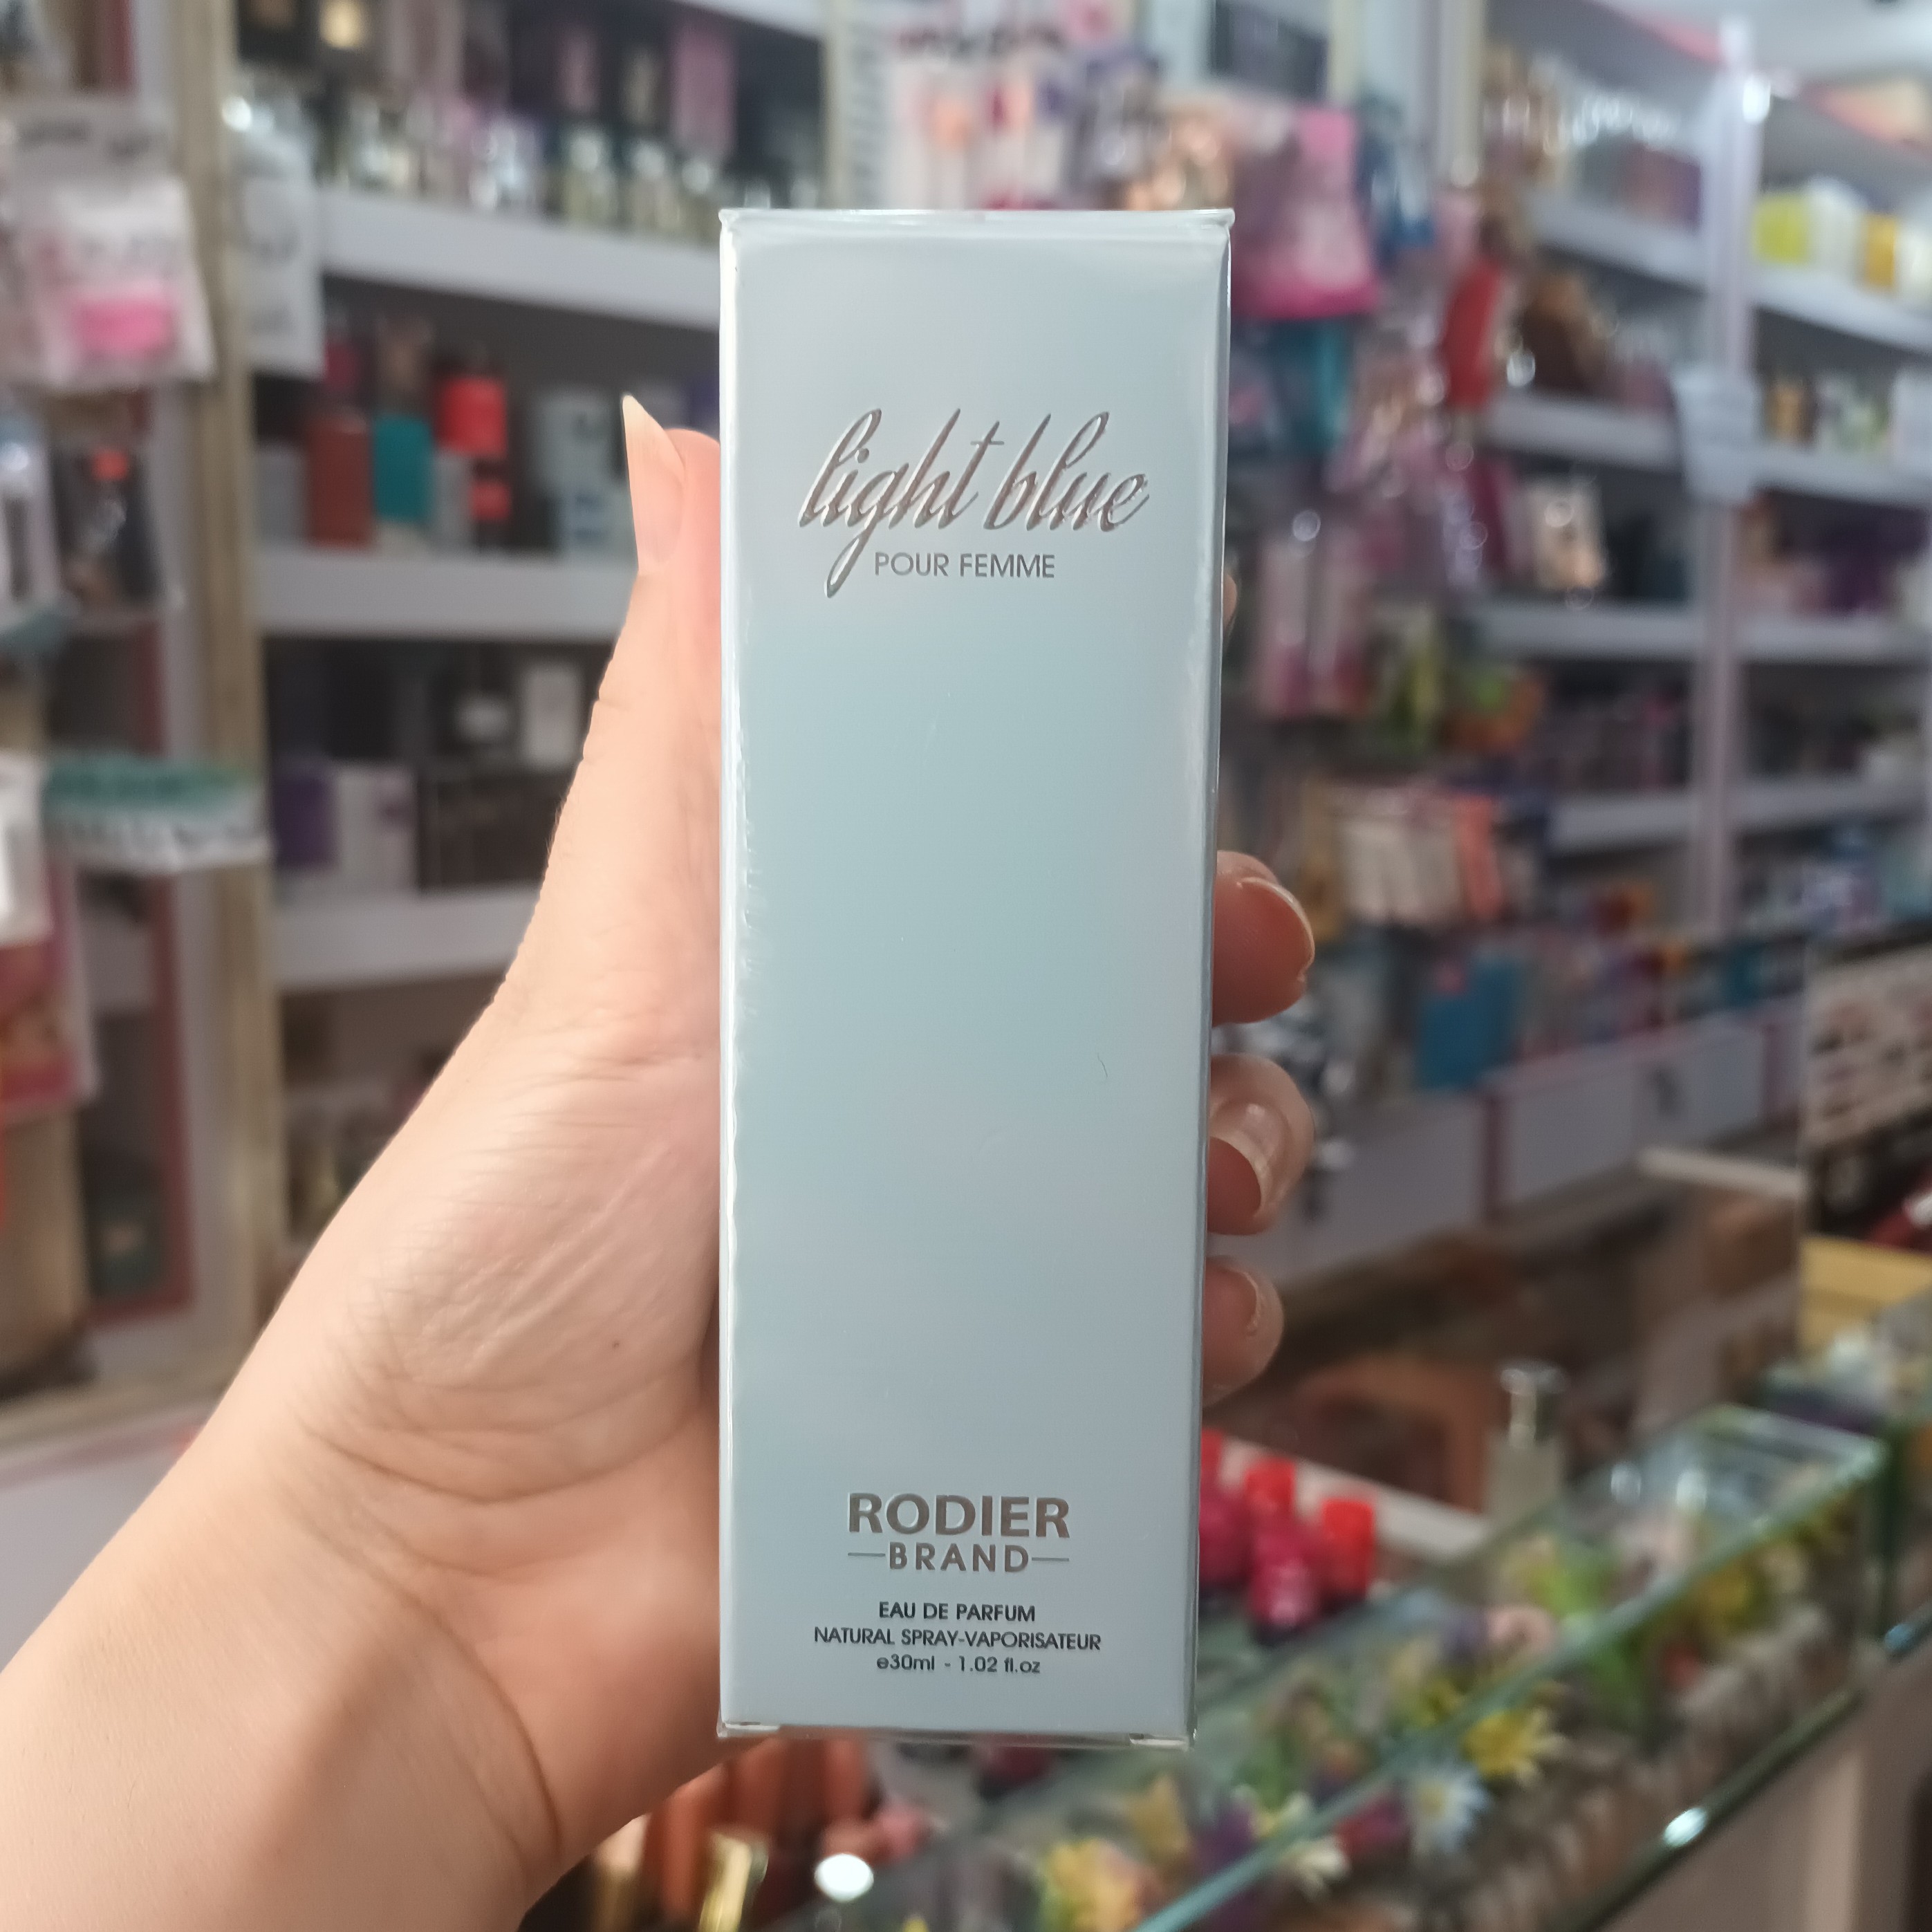 light blue
POUR FEMME
RODIER
BRAND
EAU DE PARFUM
NATURAL SPRAY-VAPORISATEUR
e30ml - 1.02 fl.oz